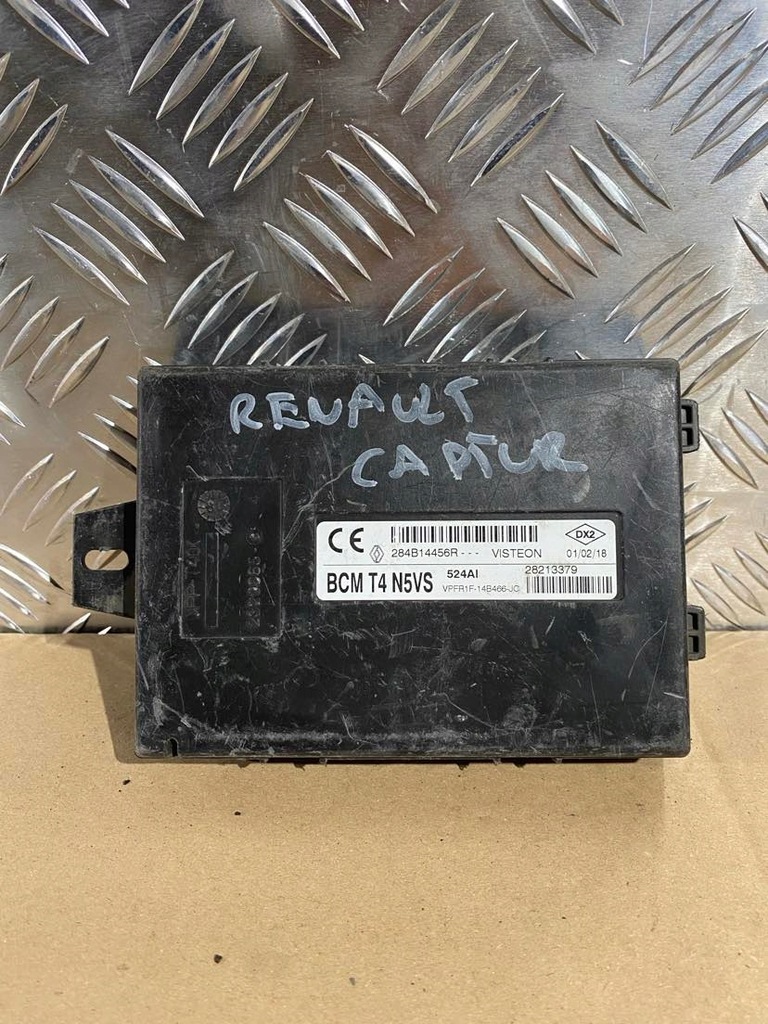 RENAULT
CAPTUR
CE 284B14456R--- VISTEON DX2 01/02/18
BCM T4 N5VS 524AI 28213379
VPFR1F-14B466-JC